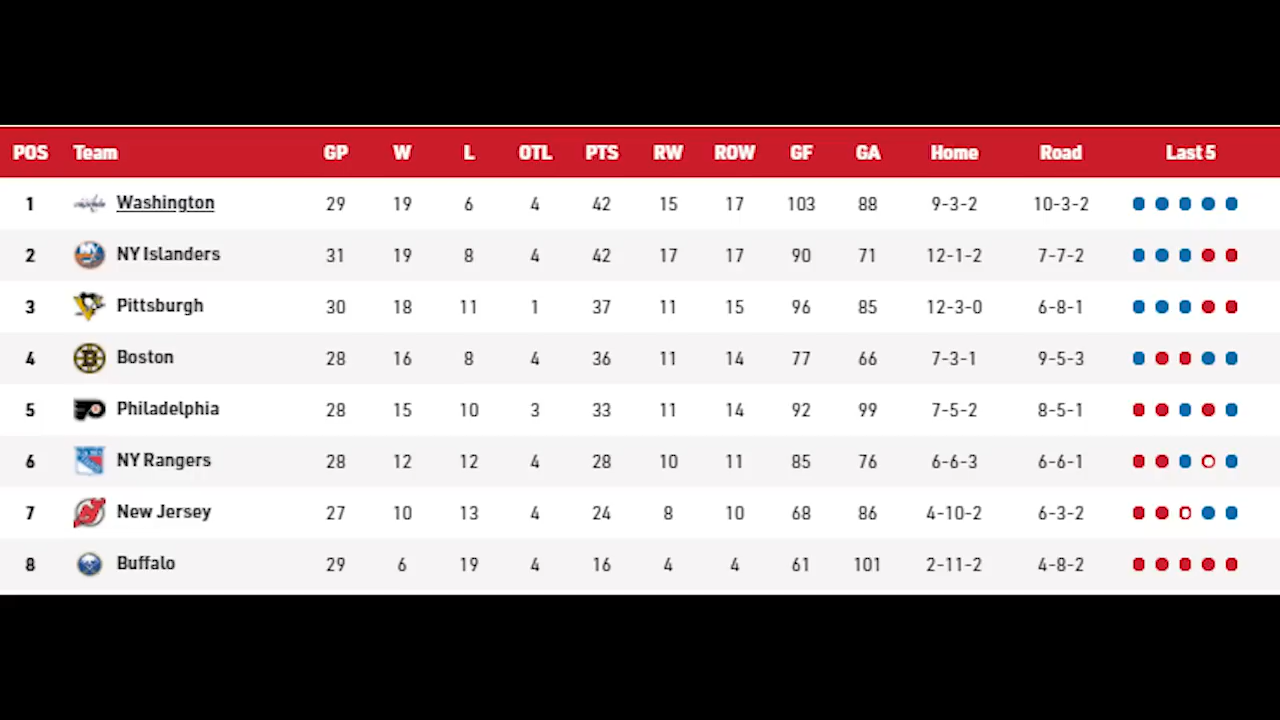 POS Team GP W L OTL PTS RW ROW GF GA Home Road Last 5
1 Washington 29 19 6 4 42 15 17 103 88 9-3-2 10-3-2
2 NY Islanders 31 19 8 4 42 17 17 90 71 12-1-2 7-7-2
3 Pittsburgh 30 18 11 1 37 11 15 96 85 12-3-0 6-8-1
4 Boston 28 16 8 4 36 11 14 77 66 7-3-1 9-5-3
5 Philadelphia 28 15 10 3 33 11 14 92 99 7-5-2 8-5-1
6 NY Rangers 28 12 12 4 28 10 11 85 76 6-6-3 6-6-1
7 New Jersey 27 10 13 4 24 8 10 68 86 4-10-2 6-3-2
8 Buffalo 29 6 19 4 16 4 4 61 101 2-11-2 4-8-2